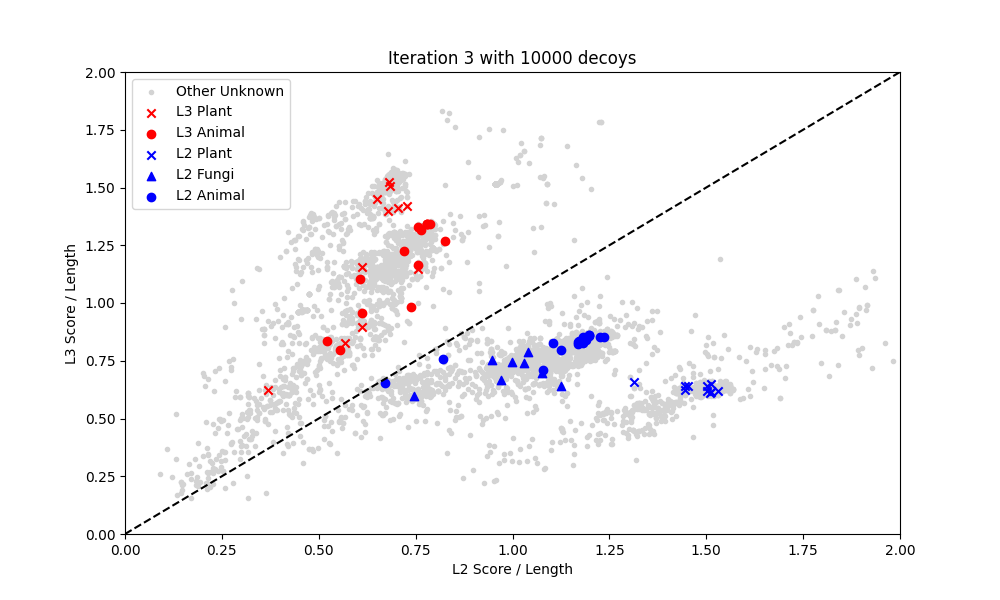 Iteration 3 with 10000 decoys
2.00
1.75
1.50
1.25
1.00
0.75
0.50
0.25
0.00
L3 Score / Length
Other Unknown
L3 Plant
L3 Animal
L2 Plant
L2 Fungi
L2 Animal
0.00 0.25 0.50 0.75 1.00 1.25 1.50 1.75 2.00
L2 Score / Length